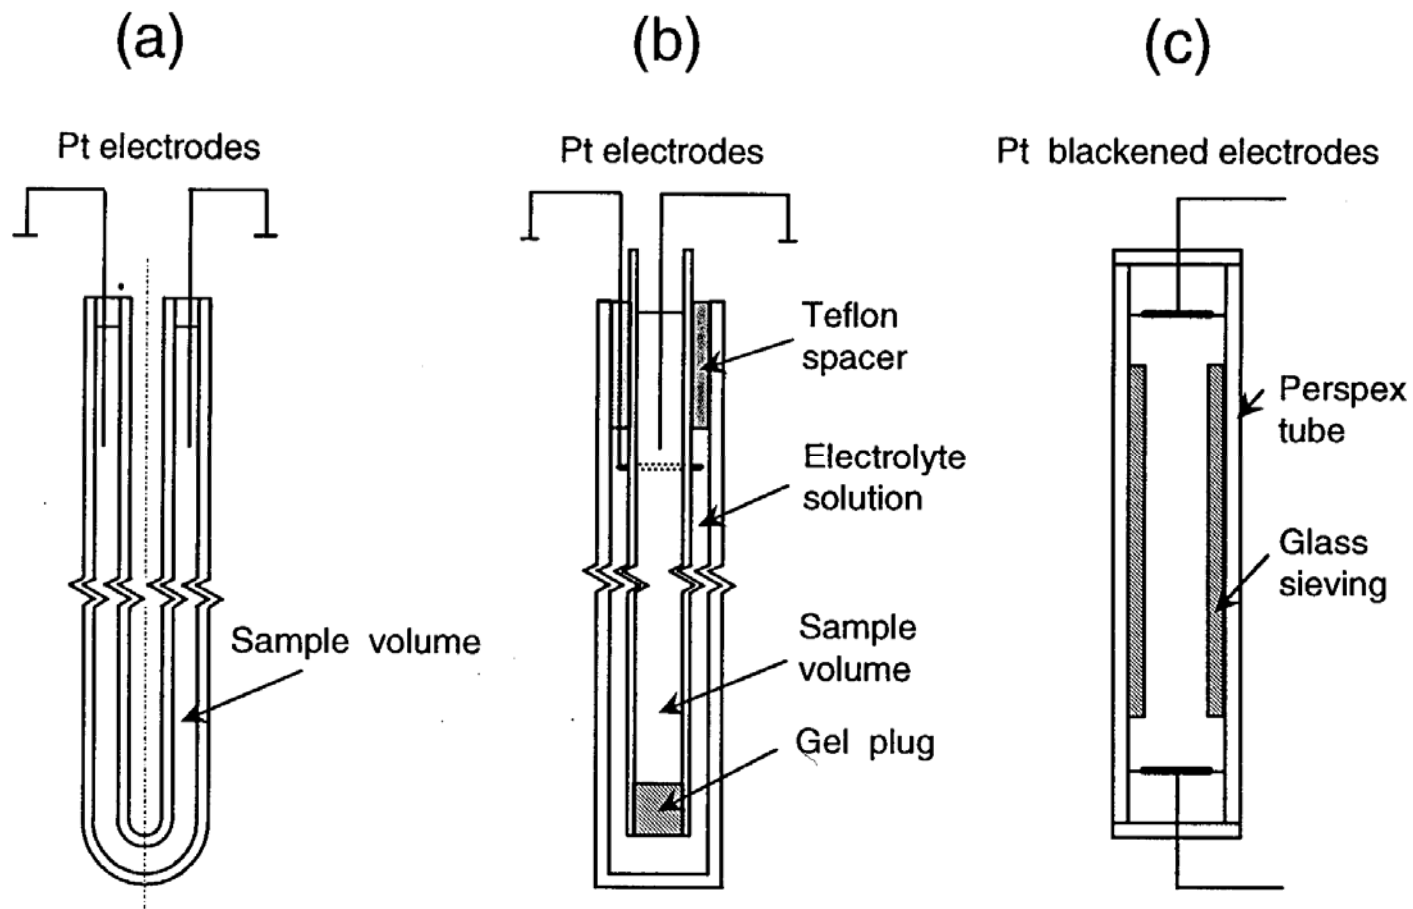 (a)
(b)
(c)
Pt electrodes
Pt electrodes
Pt blackened electrodes
Teflon
spacer
Perspex
tube
Electrolyte
solution
Glass
sieving
Sample volume
Sample
volume
Gel plug